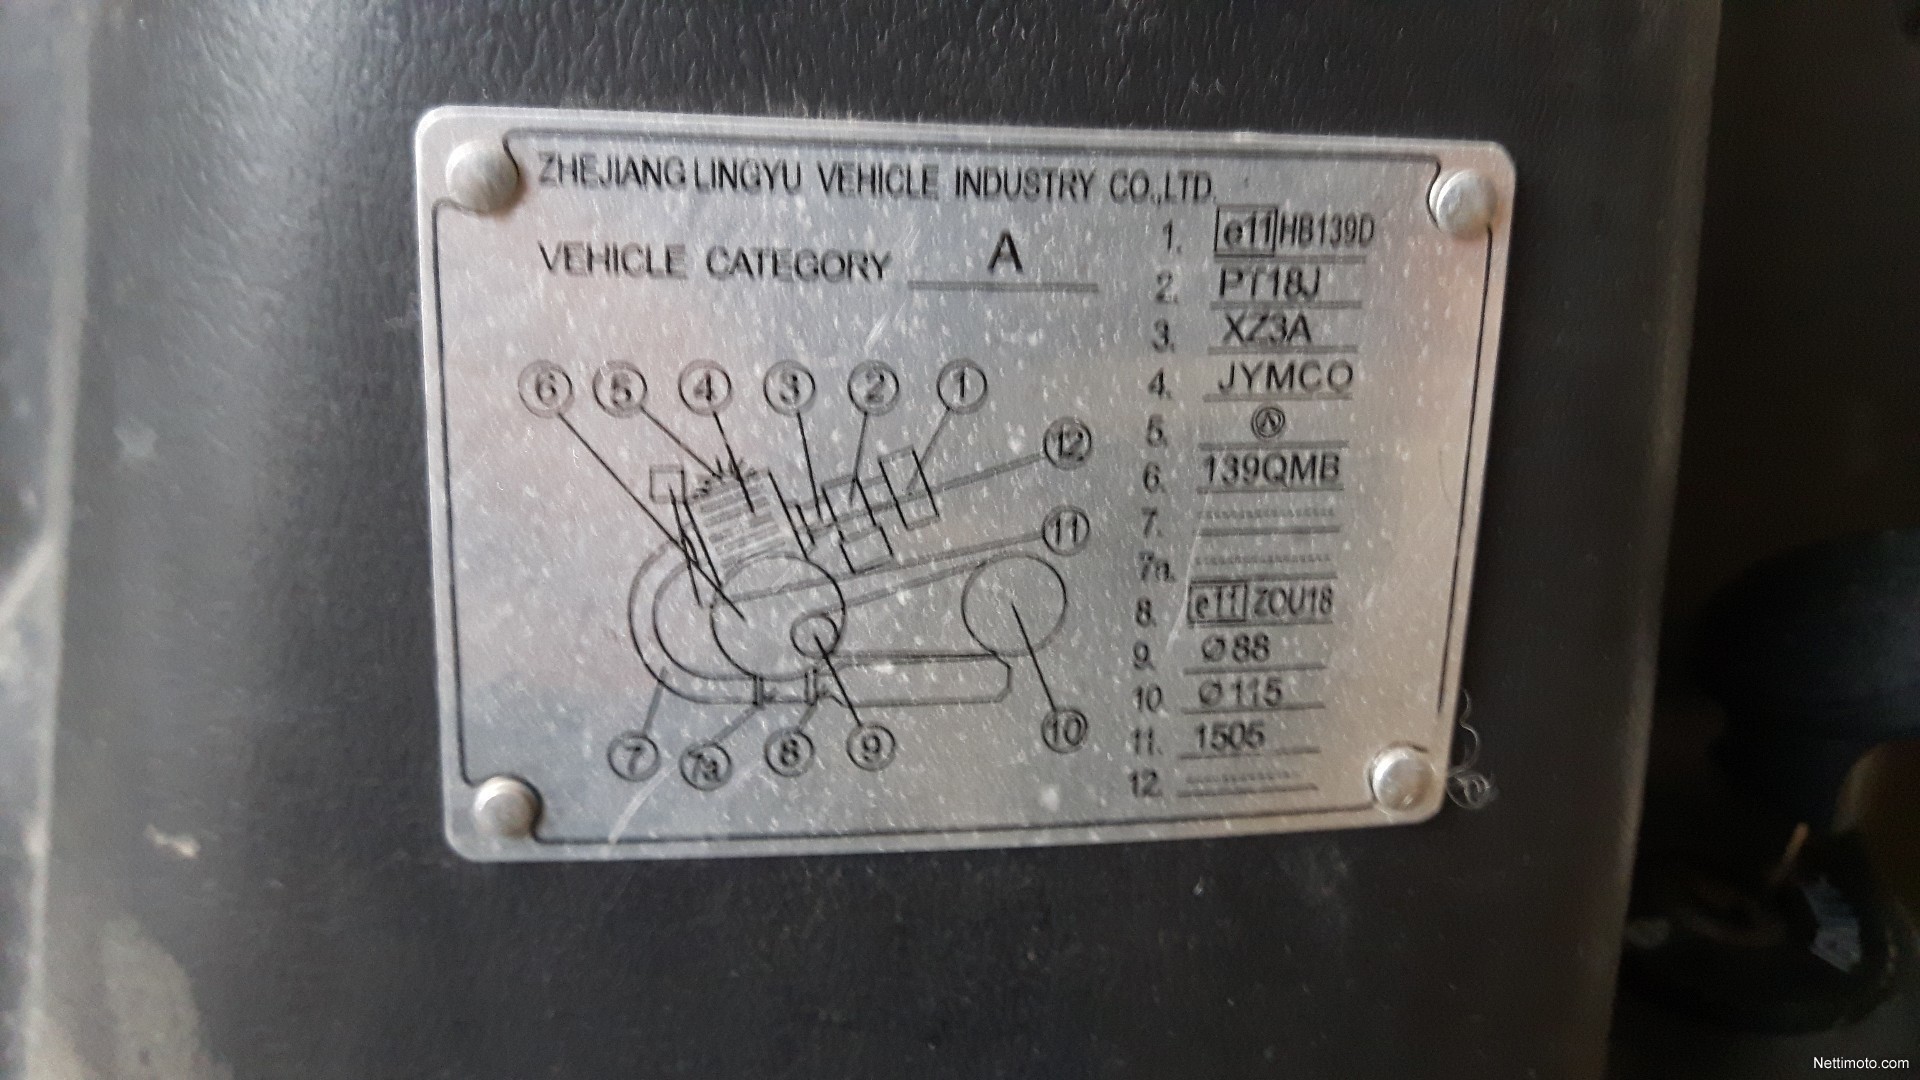 ZHEJIANG LINGYU VEHICLE INDUSTRY CO.,LTD.
VEHICLE CATEGORY A
1. e11 HB139D
2. PT18J
3. XZ3A
4. JYMCO
5.
6. 139QMB
7.
7a.
8. e11 ZOU18
9. Ø88
10. Ø115
11. 1505
12.
6 5 4 3 2 1
12
11
7 7a 8 9 10
Nettimoto.com